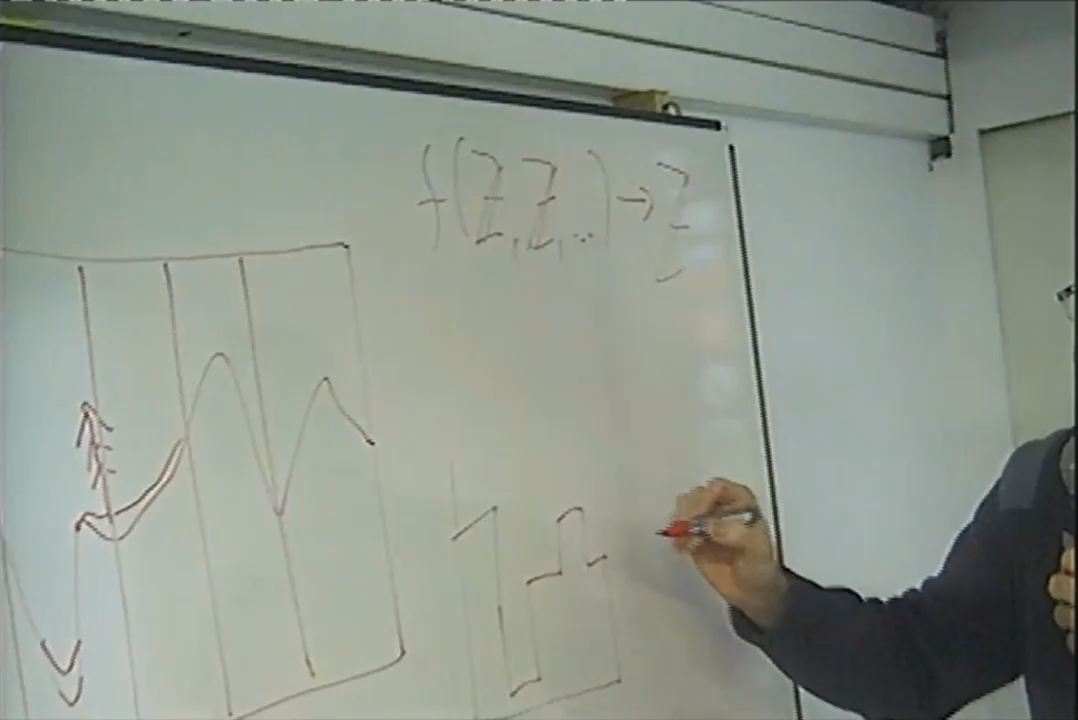 f(Z, Z, ..) → Z